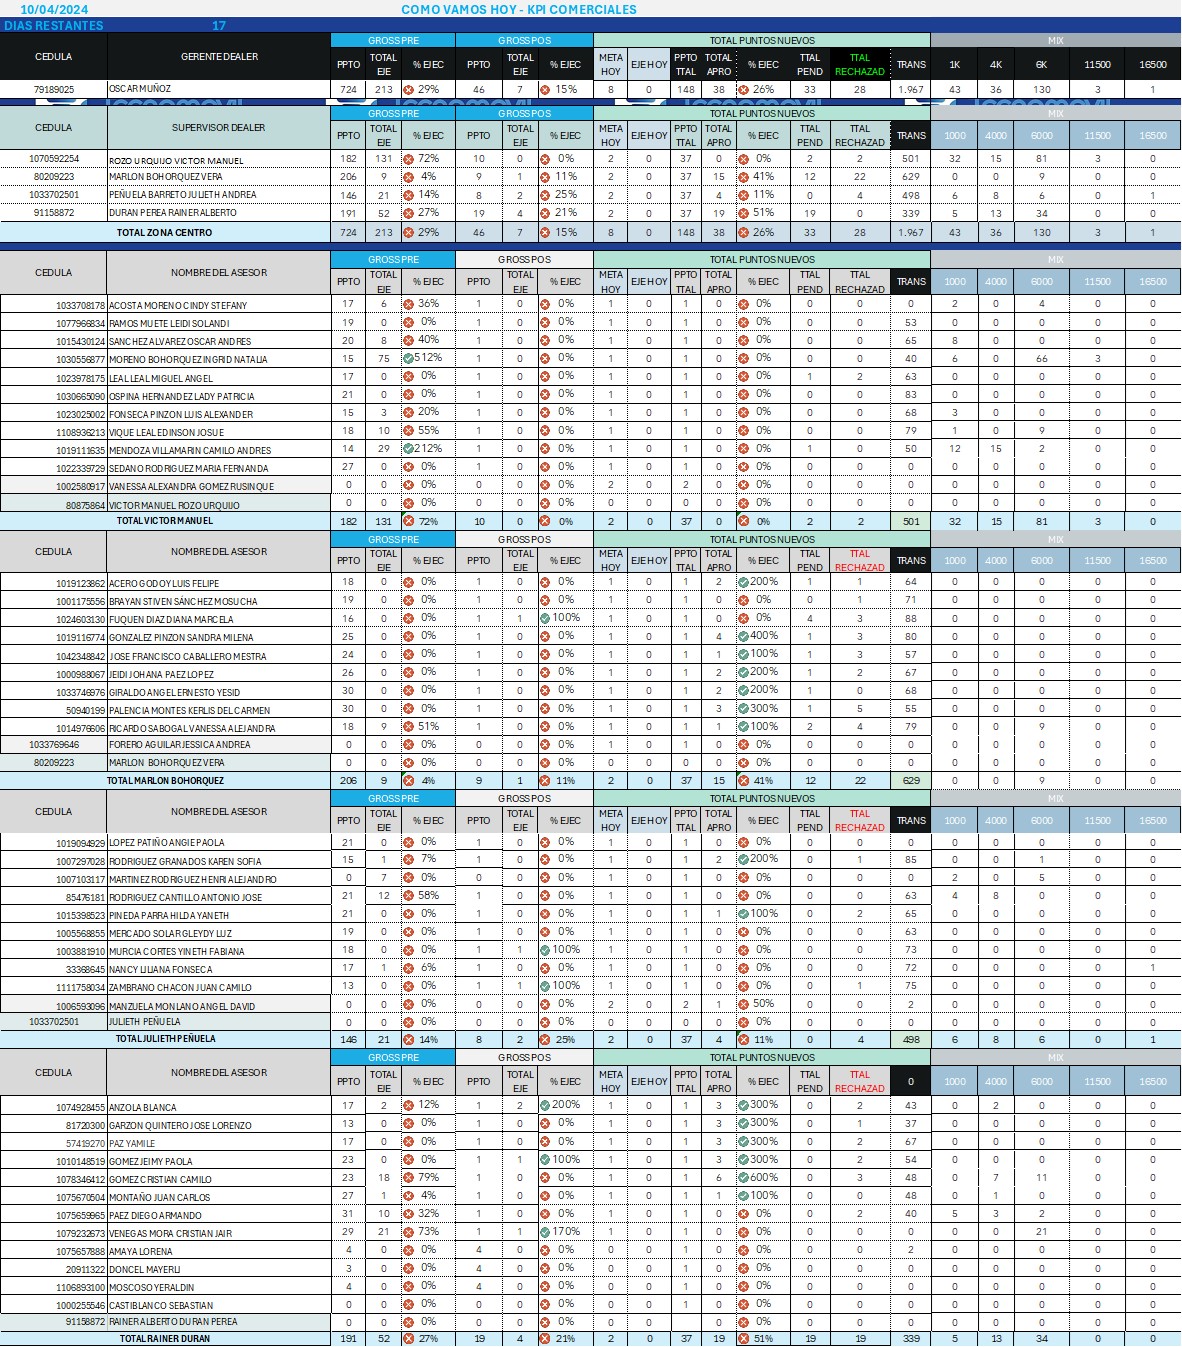 10/04/2024 COMO VAMOS HOY - KPI COMERCIALES
DIAS RESTANTES 17
CEDULA GERENTE DEALER GROSS PRE GROSS POS TOTAL PUNTOS NUEVOS MIX
PPTO TOTAL EJE % EJEC PPTO TOTAL EJE % EJEC META HOY EJE HOY PPTO TTAL TOTAL APRO % EJEC TTAL PEND TTAL RECHAZAD TRANS 1K 4K 6K 11500 16500
79189025 OSCAR MUÑOZ 724 213 29% 46 7 15% 8 0 148 38 26% 33 28 1.967 43 36 130 3 1
CEDULA SUPERVISOR DEALER GROSS PRE GROSS POS TOTAL PUNTOS NUEVOS MIX
PPTO TOTAL EJE % EJEC PPTO TOTAL EJE % EJEC META HOY EJE HOY PPTO TTAL TOTAL APRO % EJEC TTAL PEND TTAL RECHAZAD TRANS 1000 4000 6000 11500 16500
1070592254 ROZO URQUIJO VICTOR MANUEL 182 131 72% 10 0 0% 2 0 37 0 0% 2 2 501 32 15 81 3 0
80209223 MARLON BOHORQUEZ VERA 206 9 4% 9 1 11% 2 0 37 15 41% 12 22 629 0 0 9 0 0
1033702501 PEÑUELA BARRETO JULIETH ANDREA 146 21 14% 8 2 25% 2 0 37 4 11% 0 4 498 6 8 6 0 1
91158872 DURAN PEREA RAINER ALBERTO 191 52 27% 19 4 21% 2 0 37 19 51% 19 0 339 5 13 34 0 0
TOTAL ZONA CENTRO 724 213 29% 46 7 15% 8 0 148 38 26% 33 28 1.967 43 36 130 3 1
CEDULA NOMBRE DEL ASESOR GROSS PRE GROSS POS TOTAL PUNTOS NUEVOS MIX
PPTO TOTAL EJE % EJEC PPTO TOTAL EJE % EJEC META HOY EJE HOY PPTO TTAL TOTAL APRO % EJEC TTAL PEND TTAL RECHAZAD TRANS 1000 4000 6000 11500 16500
1033708178 ACOSTA MORENO CINDY STEFANY 17 6 36% 1 0 0% 1 0 1 0 0% 0 0 0 2 0 4 0 0
1077966834 RAMOS MUETE LEIDI SOLANDI 19 0 0% 1 0 0% 1 0 1 0 0% 0 0 53 0 0 0 0 0
1015430124 SANCHEZ ALVAREZ OSCAR ANDRES 20 8 40% 1 0 0% 1 0 1 0 0% 0 0 65 8 0 0 0 0
1030556877 MORENO BOHORQUEZ INGRID NATALIA 15 75 512% 1 0 0% 1 0 1 0 0% 0 0 40 6 0 66 3 0
1023978175 LEAL LEAL MIGUEL ANGEL 17 0 0% 1 0 0% 1 0 1 0 0% 1 2 63 0 0 0 0 0
1030665090 OSPINA HERNANDEZ LADY PATRICIA 21 0 0% 1 0 0% 1 0 1 0 0% 0 0 83 0 0 0 0 0
1023025002 FONSECA PINZON LUIS ALEXANDER 15 3 20% 1 0 0% 1 0 1 0 0% 0 0 68 3 0 0 0 0
1108936213 VIQUE LEAL EDINSON JOSUE 18 10 55% 1 0 0% 1 0 1 0 0% 0 0 79 1 0 9 0 0
1019111635 MENDOZA VILLAMARIN CAMILO ANDRES 14 29 212% 1 0 0% 1 0 1 0 0% 1 0 50 12 15 2 0 0
1022339729 SEDANO RODRIGUEZ MARIA FERNANDA 27 0 0% 1 0 0% 1 0 1 0 0% 0 0 0 0 0 0 0 0
1002580917 VANESSA ALEXANDRA GOMEZ RUSINQUE 0 0 0% 0 0 0% 2 0 2 0 0% 0 0 0 0 0 0 0 0
80875864 VICTOR MANUEL ROZO URQUIJO 0 0 0% 0 0 0% 0 0 0 0 0% 0 0 0 0 0 0 0 0
TOTAL VICTOR MANUEL 182 131 72% 10 0 0% 2 0 37 0 0% 2 2 501 32 15 81 3 0
CEDULA NOMBRE DEL ASESOR GROSS PRE GROSS POS TOTAL PUNTOS NUEVOS MIX
PPTO TOTAL EJE % EJEC PPTO TOTAL EJE % EJEC META HOY EJE HOY PPTO TTAL TOTAL APRO % EJEC TTAL PEND TTAL RECHAZAD TRANS 1000 4000 6000 11500 16500
1019123862 ACERO GODOY LUIS FELIPE 18 0 0% 1 0 0% 1 0 1 2 200% 1 1 64 0 0 0 0 0
1001175556 BRAYAN STIVEN SÁNCHEZ MOSUCHA 19 0 0% 1 0 0% 1 0 1 0 0% 0 1 71 0 0 0 0 0
1024603130 FUQUEN DIAZ DIANA MARCELA 16 0 0% 1 1 100% 1 0 1 0 0% 4 3 88 0 0 0 0 0
1019116774 GONZALEZ PINZON SANDRA MILENA 25 0 0% 1 0 0% 1 0 1 4 400% 1 3 80 0 0 0 0 0
1042348842 JOSE FRANCISCO CABALLERO MESTRA 24 0 0% 1 0 0% 1 0 1 1 100% 1 3 57 0 0 0 0 0
1000988067 JEIDI JOHANA PAEZ LOPEZ 26 0 0% 1 0 0% 1 0 1 2 200% 1 2 67 0 0 0 0 0
1033746976 GIRALDO ANGEL ERNESTO YESID 30 0 0% 1 0 0% 1 0 1 2 200% 1 0 68 0 0 0 0 0
50940199 PALENCIA MONTES KERLIS DEL CARMEN 30 0 0% 1 0 0% 1 0 1 3 300% 1 5 55 0 0 0 0 0
1014976606 RICARDO SABOGAL VANESSA ALEJANDRA 18 9 51% 1 0 0% 1 0 1 1 100% 2 4 79 0 0 9 0 0
1033769646 FORERO AGUILAR JESSICA ANDREA 0 0 0% 0 0 0% 1 0 1 0 0% 0 0 0 0 0 0 0 0
80209223 MARLON BOHORQUEZ VERA 0 0 0% 0 0 0% 0 0 0 0 0% 0 0 0 0 0 0 0 0
TOTAL MARLON BOHORQUEZ 206 9 4% 9 1 11% 2 0 37 15 41% 12 22 629 0 0 9 0 0
CEDULA NOMBRE DEL ASESOR GROSS PRE GROSS POS TOTAL PUNTOS NUEVOS MIX
PPTO TOTAL EJE % EJEC PPTO TOTAL EJE % EJEC META HOY EJE HOY PPTO TTAL TOTAL APRO % EJEC TTAL PEND TTAL RECHAZAD TRANS 1000 4000 6000 11500 16500
1019094929 LOPEZ PATIÑO ANGIE PAOLA 21 0 0% 1 0 0% 1 0 1 0 0% 0 0 0 0 0 0 0 0
1007297028 RODRIGUEZ GRANADOS KAREN SOFIA 15 1 7% 1 0 0% 1 0 1 2 200% 0 1 85 0 0 1 0 0
1007103117 MARTINEZ RODRIGUEZ HENRI ALEJANDRO 0 7 0% 0 0 0% 1 0 1 0 0% 0 0 0 2 0 5 0 0
85476181 RODRIGUEZ CANTILLO ANTONIO JOSE 21 12 58% 1 0 0% 1 0 1 0 0% 0 0 63 4 8 0 0 0
1015398523 PINEDA PARRA HILDA YANETH 21 0 0% 1 0 0% 1 0 1 1 100% 0 2 65 0 0 0 0 0
1005568855 MERCADO SOLAR GLEYDY LUZ 19 0 0% 1 0 0% 1 0 1 0 0% 0 0 63 0 0 0 0 0
1003881910 MURCIA CORTES YINETH FABIANA 18 0 0% 1 1 100% 1 0 1 0 0% 0 0 73 0 0 0 0 0
33368645 NANCY LILIANA FONSECA 17 1 6% 1 0 0% 1 0 1 0 0% 0 0 72 0 0 0 0 1
1111758034 ZAMBRANO CHACON JUAN CAMILO 13 0 0% 1 1 100% 1 0 1 0 0% 0 1 75 0 0 0 0 0
1006593096 MANZUELA MONLANO ANGEL DAVID 0 0 0% 0 0 0% 2 0 2 1 50% 0 0 2 0 0 0 0 0
1033702501 JULIETH PEÑUELA 0 0 0% 0 0 0% 0 0 0 0 0% 0 0 0 0 0 0 0 0
TOTAL JULIETH PEÑUELA 146 21 14% 8 2 25% 2 0 37 4 11% 0 4 498 6 8 6 0 1
CEDULA NOMBRE DEL ASESOR GROSS PRE GROSS POS TOTAL PUNTOS NUEVOS MIX
PPTO TOTAL EJE % EJEC PPTO TOTAL EJE % EJEC META HOY EJE HOY PPTO TTAL TOTAL APRO % EJEC TTAL PEND TTAL RECHAZAD 0 1000 4000 6000 11500 16500
1074928455 ANZOLA BLANCA 17 2 12% 1 2 200% 1 0 1 3 300% 0 2 43 0 2 0 0 0
81720300 GARZON QUINTERO JOSE LORENZO 13 0 0% 1 0 0% 1 0 1 3 300% 0 1 37 0 0 0 0 0
57419270 PAZ YAMILE 17 0 0% 1 0 0% 1 0 1 3 300% 0 2 67 0 0 0 0 0
1010148519 GOMEZ JEIMY PAOLA 23 0 0% 1 1 100% 1 0 1 3 300% 0 2 54 0 0 0 0 0
1078346412 GOMEZ CRISTIAN CAMILO 23 18 79% 1 0 0% 1 0 1 6 600% 0 3 48 0 7 11 0 0
1075670504 MONTAÑO JUAN CARLOS 27 1 4% 1 0 0% 1 0 1 1 100% 0 0 48 0 1 0 0 0
1075659965 PAEZ DIEGO ARMANDO 31 10 32% 1 0 0% 1 0 1 0 0% 0 2 40 5 3 2 0 0
1079232673 VENEGAS MORA CRISTIAN JAIR 29 21 73% 1 1 170% 1 0 1 0 0% 0 0 0 0 0 21 0 0
1075657888 AMAYA LORENA 4 0 0% 4 0 0% 0 0 1 0 0% 0 0 2 0 0 0 0 0
20911322 DONCEL MAYERLI 3 0 0% 4 0 0% 0 0 1 0 0% 0 0 0 0 0 0 0 0
1106893100 MOSCOSO YERALDIN 4 0 0% 4 0 0% 0 0 1 0 0% 0 0 0 0 0 0 0 0
1000255546 CASTIBLANCO SEBASTIAN 0 0 0% 0 0 0% 0 0 1 0 0% 0 0 0 0 0 0 0 0
91158872 RAINER ALBERTO DURAN PEREA 0 0 0% 0 0 0% 0 0 0 0% 0 0 0 0 0 0 0 0
TOTAL RAINER DURAN 191 52 27% 19 4 21% 2 0 37 19 51% 19 19 339 5 13 34 0 0